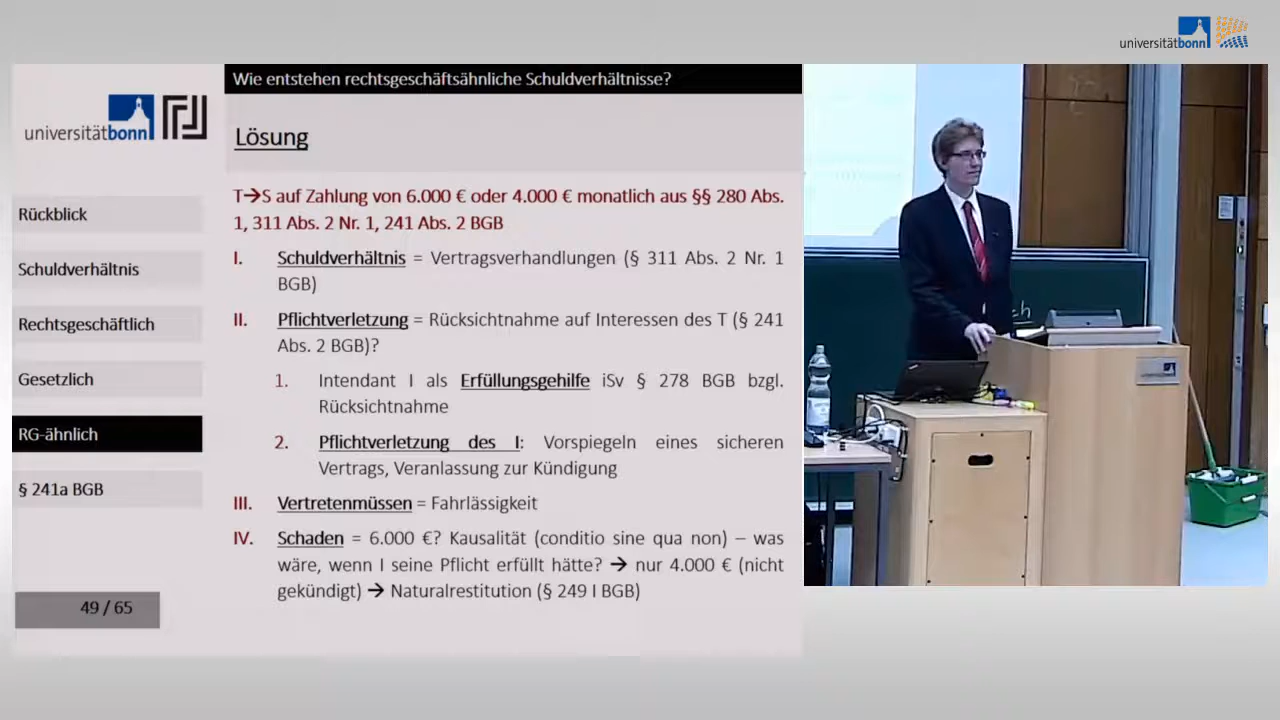 universitätbonn
Wie entstehen rechtsgeschäftsähnliche Schuldverhältnisse?
universitätbonn
Lösung
T→S auf Zahlung von 6.000 € oder 4.000 € monatlich aus §§ 280 Abs.
1, 311 Abs. 2 Nr. 1, 241 Abs. 2 BGB
I. Schuldverhältnis = Vertragsverhandlungen (§ 311 Abs. 2 Nr. 1
BGB)
II. Pflichtverletzung = Rücksichtnahme auf Interessen des T (§ 241
Abs. 2 BGB)?
1. Intendant I als Erfüllungsgehilfe iSv § 278 BGB bzgl.
Rücksichtnahme
2. Pflichtverletzung des I: Vorspiegeln eines sicheren
Vertrags, Veranlassung zur Kündigung
III. Vertretenmüssen = Fahrlässigkeit
IV. Schaden = 6.000 €? Kausalität (conditio sine qua non) – was
wäre, wenn I seine Pflicht erfüllt hätte? → nur 4.000 € (nicht
gekündigt) → Naturalrestitution (§ 249 I BGB)
Rückblick
Schuldverhältnis
Rechtsgeschäftlich
Gesetzlich
RG-ähnlich
§ 241a BGB
49 / 65